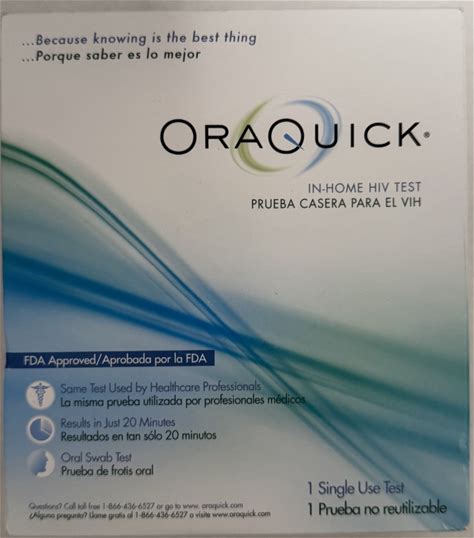 ...Because knowing is the best thing
...Porque saber es lo mejor
ORAQUICK®
IN-HOME HIV TEST
PRUEBA CASERA PARA EL VIH
FDA Approved/Aprobada por la FDA
Same Test Used by Healthcare Professionals
La misma prueba utilizada por profesionales médicos
Results in Just 20 Minutes
Resultados en tan sólo 20 minutos
Oral Swab Test
Prueba de frotis oral
1 Single Use Test
1 Prueba no reutilizable
Questions? Call toll free 1-866-436-6527 or go to www. oraquick.com
¿Alguna pregunta? Llame gratis al 1-866-436-6527 o visite www.oraquick.com